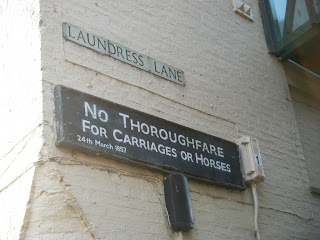 LAUNDRESS LANE
NO THOROUGHFARE
FOR CARRIAGES OR HORSES
24th March 1857